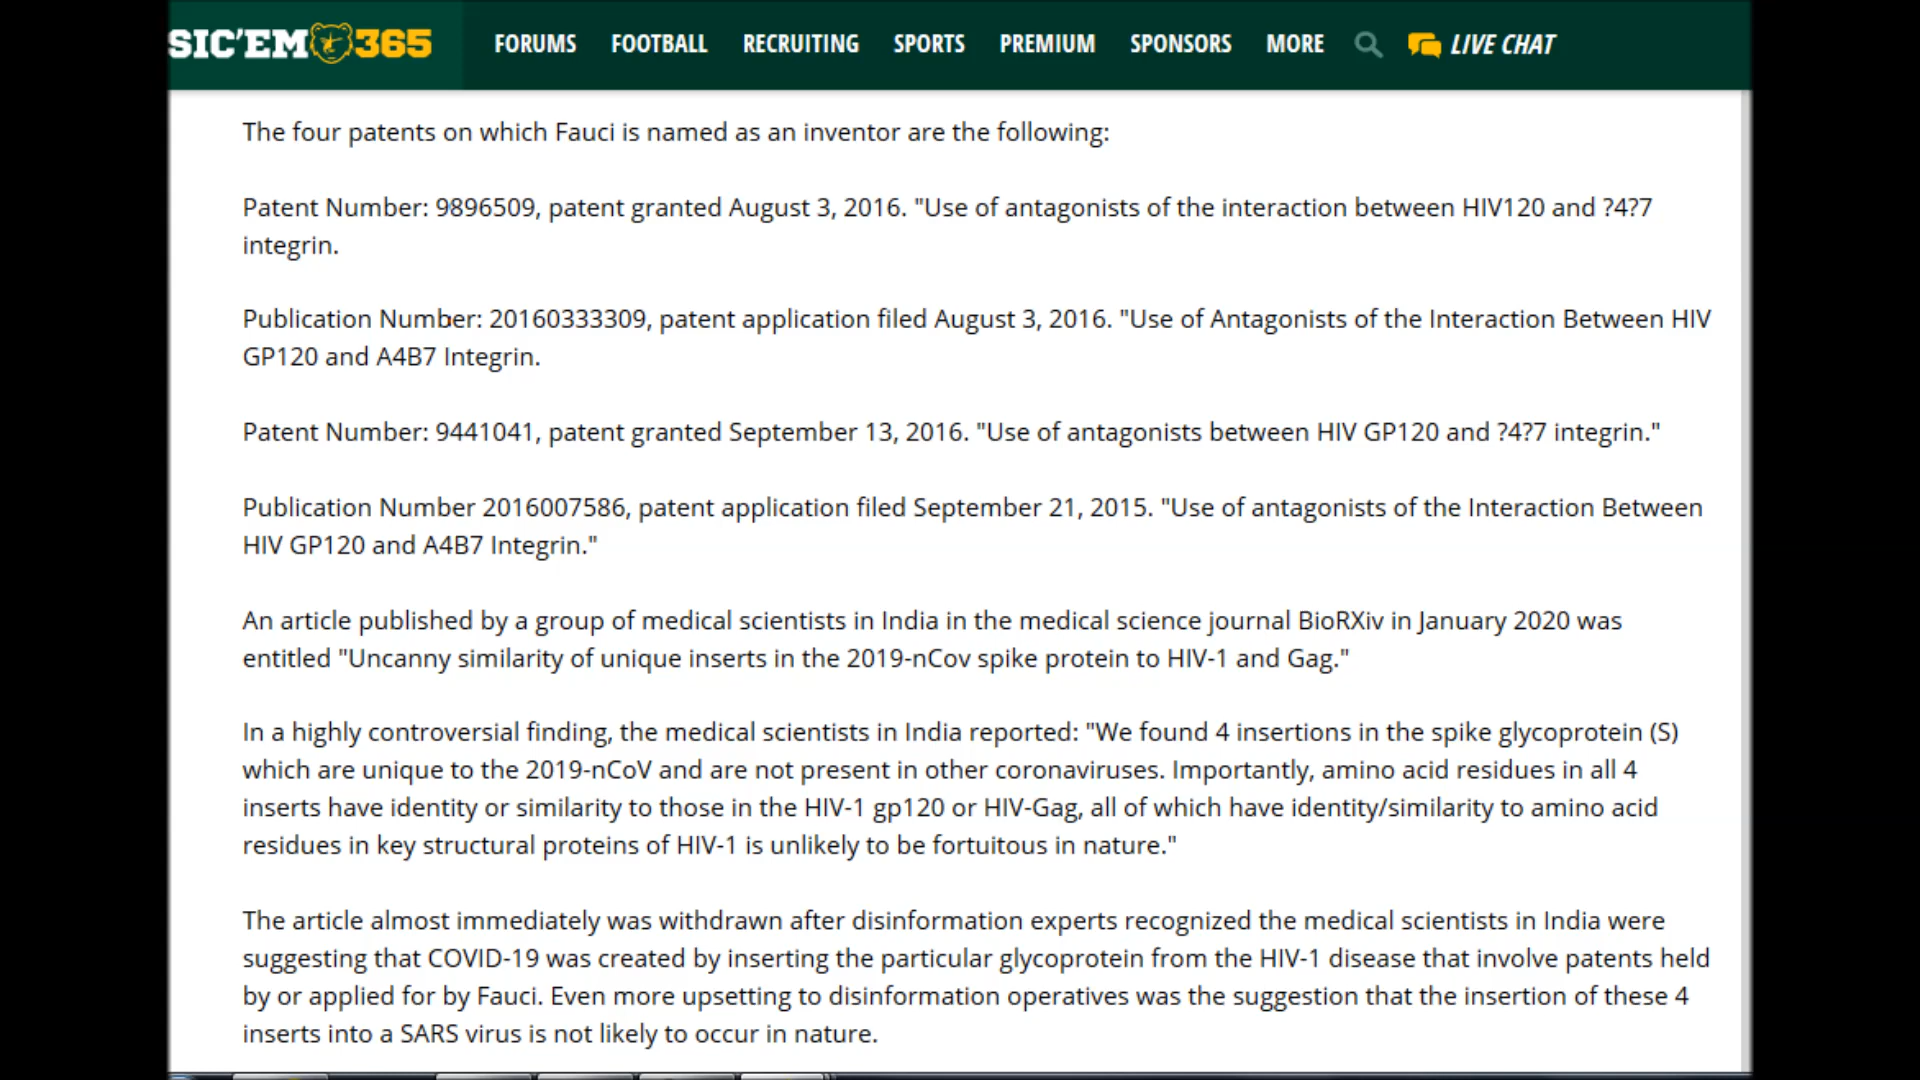 SIC'EM 365 FORUMS FOOTBALL RECRUITING SPORTS PREMIUM SPONSORS MORE LIVE CHAT
The four patents on which Fauci is named as an inventor are the following:
Patent Number: 9896509, patent granted August 3, 2016. "Use of antagonists of the interaction between HIV120 and ?4?7
integrin.
Publication Number: 20160333309, patent application filed August 3, 2016. "Use of Antagonists of the Interaction Between HIV
GP120 and A4B7 Integrin.
Patent Number: 9441041, patent granted September 13, 2016. "Use of antagonists between HIV GP120 and ?4?7 integrin."
Publication Number 2016007586, patent application filed September 21, 2015. "Use of antagonists of the Interaction Between
HIV GP120 and A4B7 Integrin."
An article published by a group of medical scientists in India in the medical science journal BioRXiv in January 2020 was
entitled "Uncanny similarity of unique inserts in the 2019-nCov spike protein to HIV-1 and Gag."
In a highly controversial finding, the medical scientists in India reported: "We found 4 insertions in the spike glycoprotein (S)
which are unique to the 2019-nCoV and are not present in other coronaviruses. Importantly, amino acid residues in all 4
inserts have identity or similarity to those in the HIV-1 gp120 or HIV-Gag, all of which have identity/similarity to amino acid
residues in key structural proteins of HIV-1 is unlikely to be fortuitous in nature."
The article almost immediately was withdrawn after disinformation experts recognized the medical scientists in India were
suggesting that COVID-19 was created by inserting the particular glycoprotein from the HIV-1 disease that involve patents held
by or applied for by Fauci. Even more upsetting to disinformation operatives was the suggestion that the insertion of these 4
inserts into a SARS virus is not likely to occur in nature.